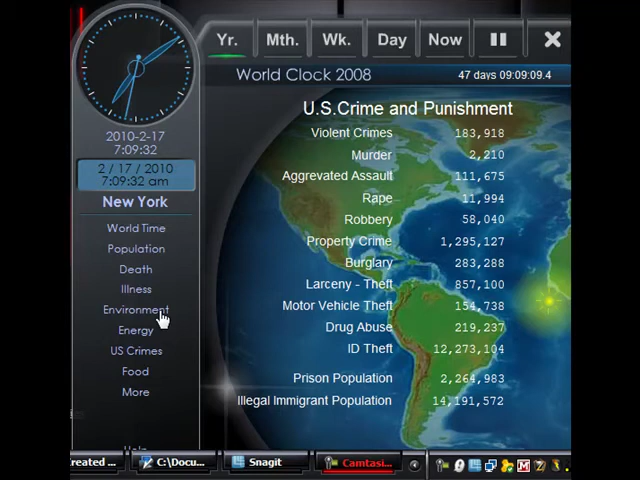 Yr. Mth. Wk. Day Now
World Clock 2008 47 days 09:09:09.4
2010-2-17
7:09:32
2 / 17 / 2010
7:09:32 am
New York
World Time
Population
Death
Illness
Environment
Energy
US Crimes
Food
More
Help
U.S.Crime and Punishment
Violent Crimes 183,918
Murder 2,210
Aggrevated Assault 111,675
Rape 11,994
Robbery 58,040
Property Crime 1,295,127
Burglary 283,288
Larceny - Theft 857,100
Motor Vehicle Theft 154,738
Drug Abuse 219,237
ID Theft 12,273,104
Prison Population 2,264,983
Illegal Immigrant Population 14,191,572
Created ... C:\Docu... Snagit Camtasi...